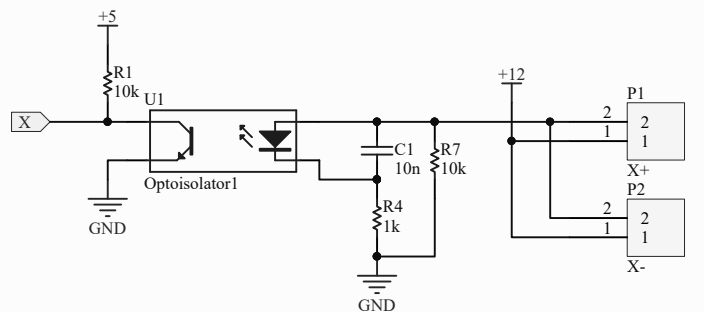 +5
+12
R1
10k
U1
P1
X
2
2
1
1
C1
10n
R7
10k
X+
Optoisolator1
P2
R4
1k
2
2
1
1
GND
X-
GND